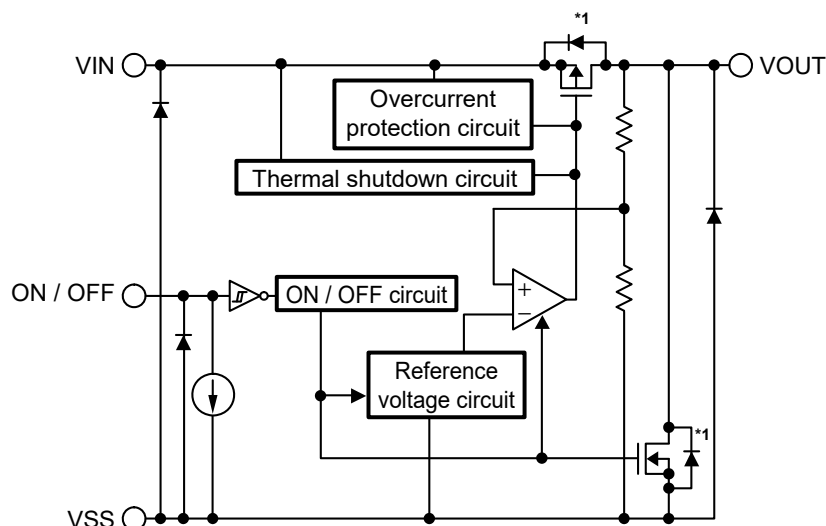 *1
VIN
VOUT
Overcurrent
protection circuit
Thermal shutdown circuit
ON / OFF
ON / OFF circuit
+
−
Reference
voltage circuit
*1
VSS